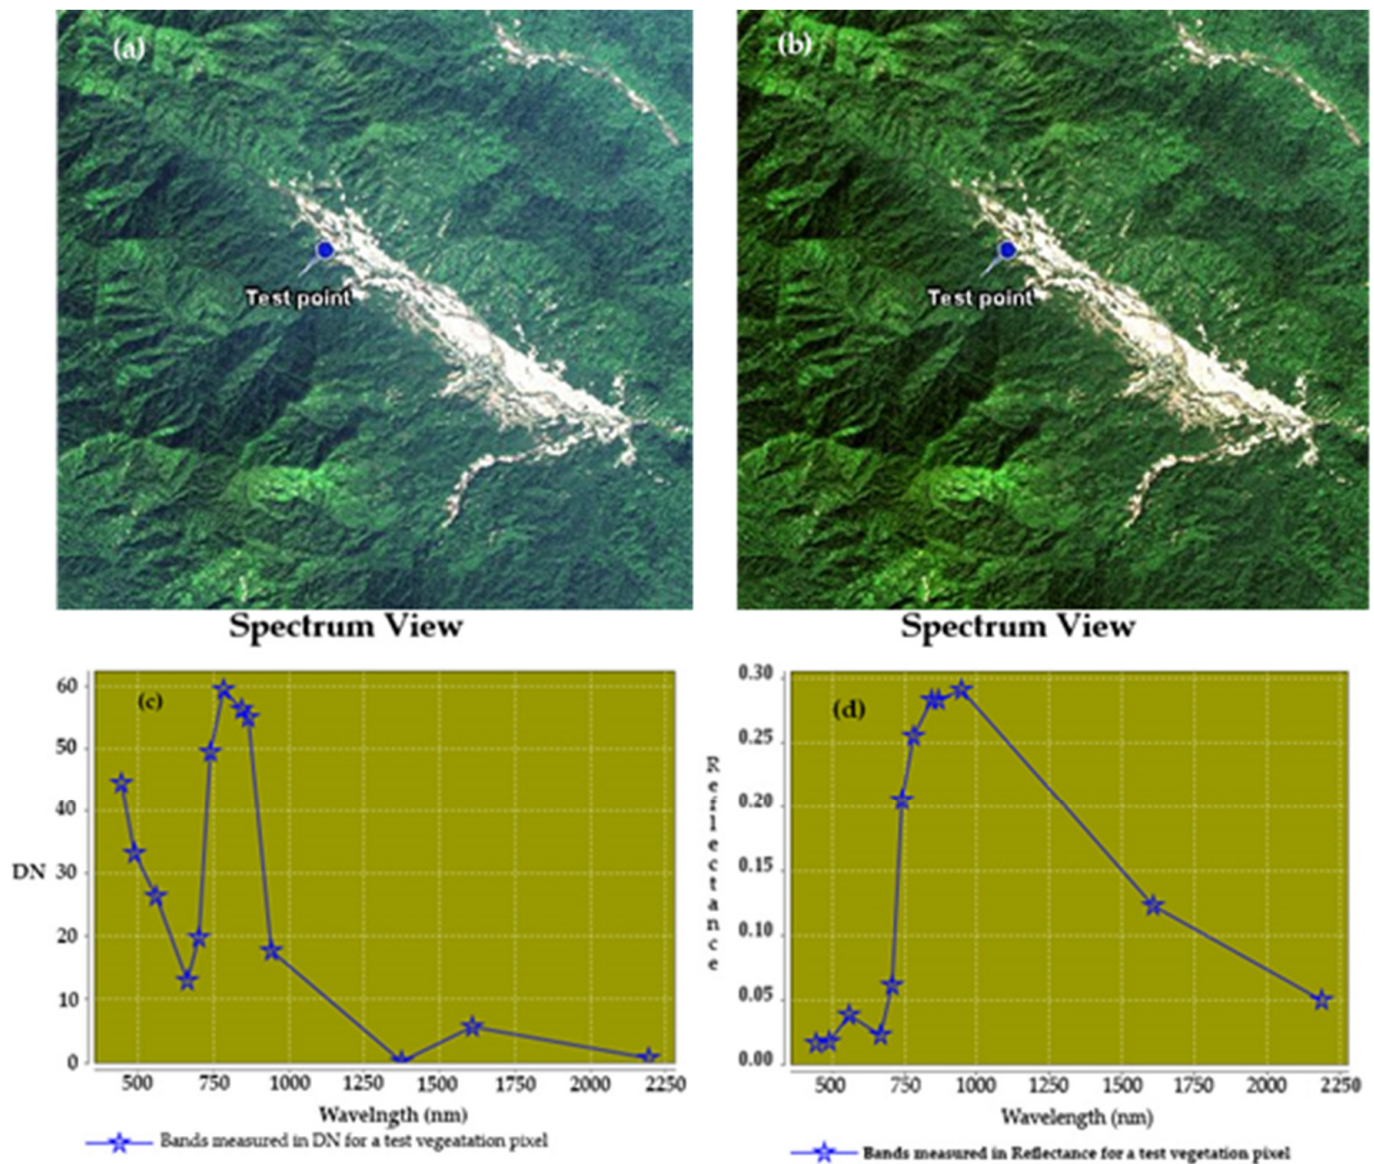 (a)
Test point
(b)
Test point
Spectrum View
Spectrum View
(c)
60
50
40
30
20
10
0
DN
500 750 1000 1250 1500 1750 2000 2250
Wavelngth (nm)
Bands measured in DN for a test vegeatation pixel
(d)
0.30
0.25
0.20
0.15
0.10
0.05
0.00
Reflectance
500 750 1000 1250 1500 1750 2000 2250
Wavelength (nm)
Bands measured in Reflectance for a test vegetation pixel